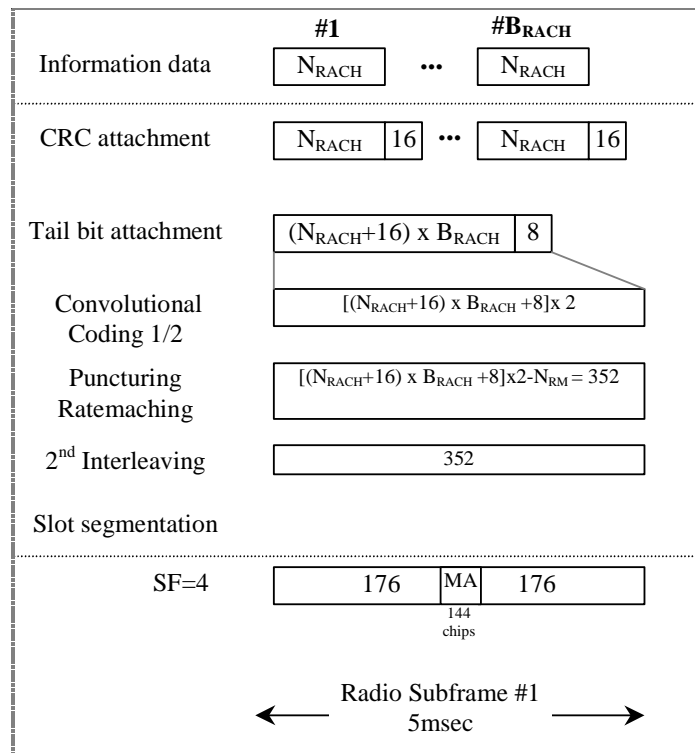 #1 #B_RACH
Information data N_RACH ••• N_RACH
CRC attachment N_RACH 16 ••• N_RACH 16
Tail bit attachment (N_RACH+16) x B_RACH 8
Convolutional
Coding 1/2
[(N_RACH+16) x B_RACH +8]x 2
Puncturing
Ratemaching
[(N_RACH+16) x B_RACH +8]x2-N_RM = 352
2nd Interleaving 352
Slot segmentation
SF=4 176 MA 176
144
chips
Radio Subframe #1
5msec